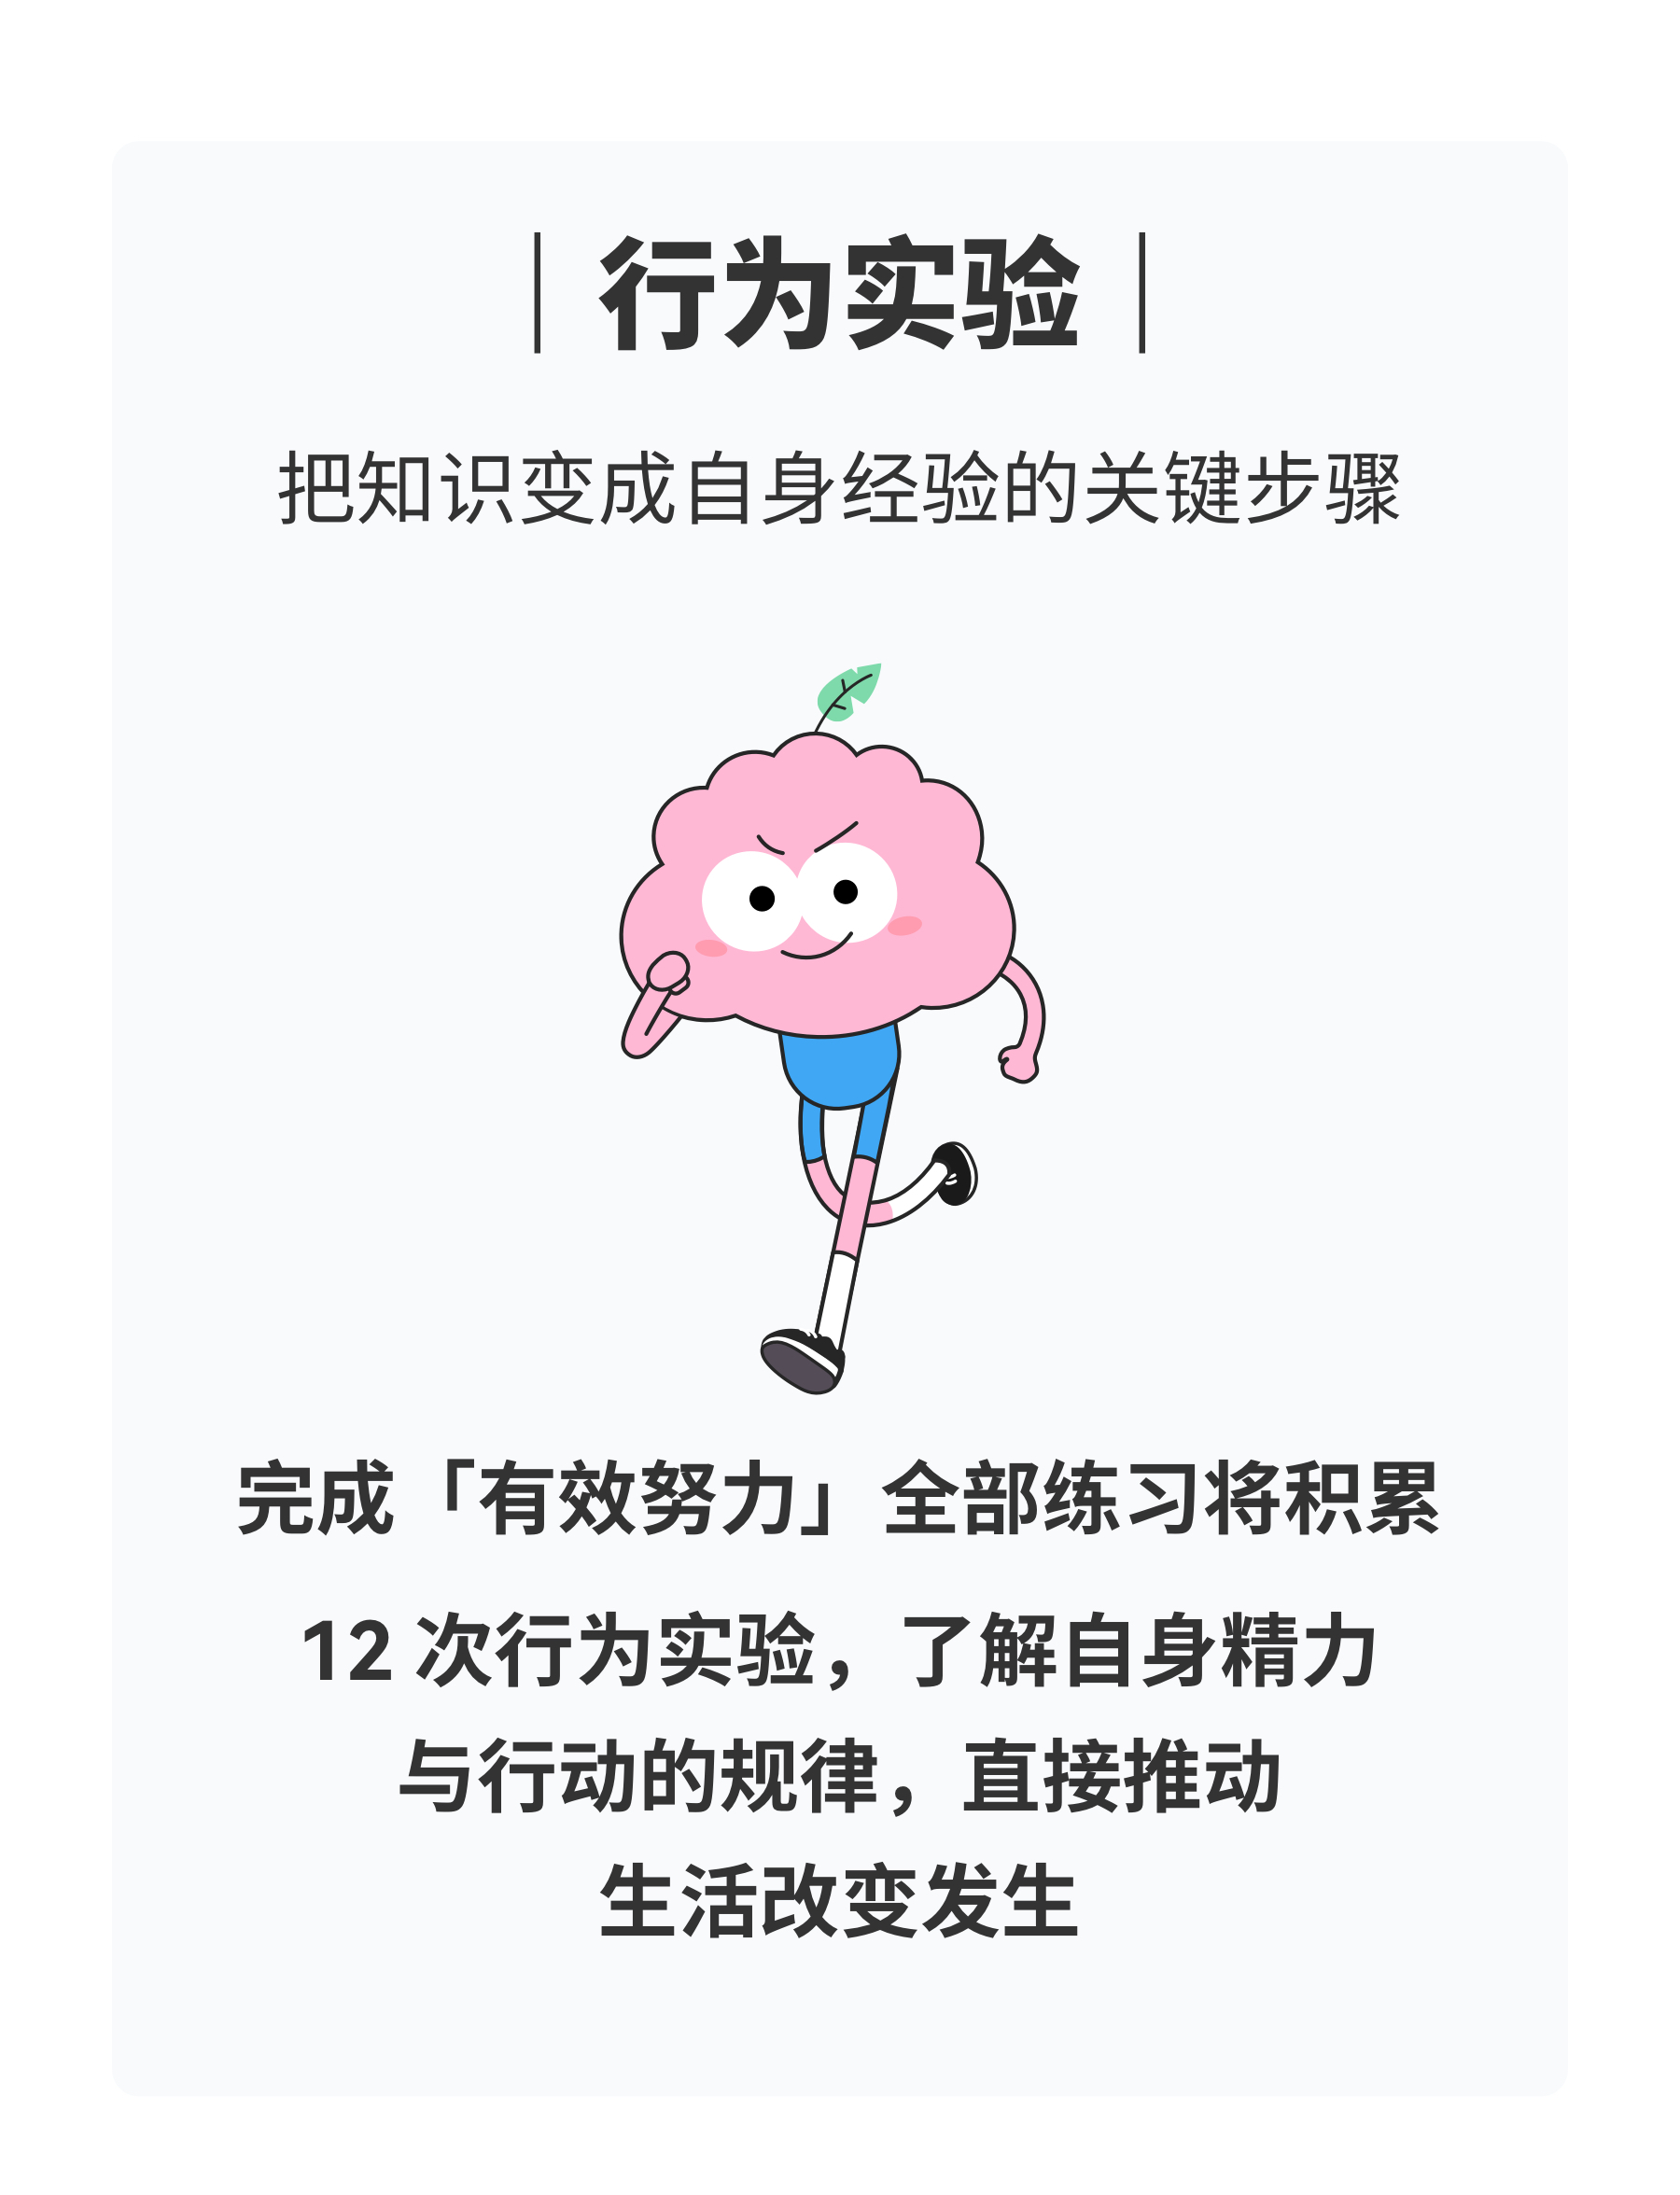 行为实验
把知识变成自身经验的关键步骤
完成「有效努力」全部练习将积累
12 次行为实验，了解自身精力
与行动的规律，直接推动
生活改变发生